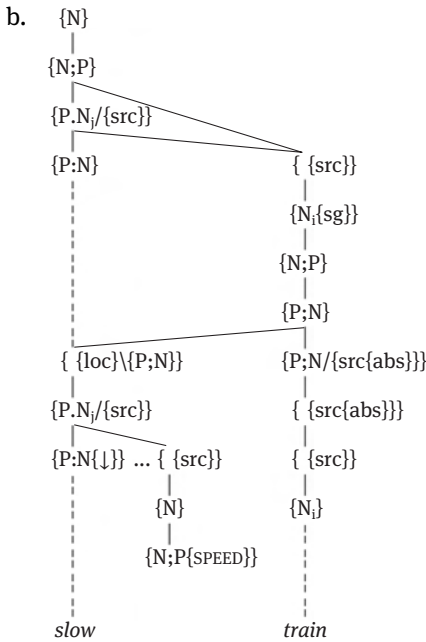 b. {N}
{N;P}
{P.Nⱼ/{src}}
{P:N} { {src}}
{Nᵢ{sg}}
{N;P}
{P;N}
{ {loc}\{P;N}} {P;N/{src{abs}}}
{P.Nⱼ/{src}} { {src{abs}}}
{P:N{↓}} ... { {src}} { {src}}
{N} {Nᵢ}
{N;P{SPEED}}
slow train